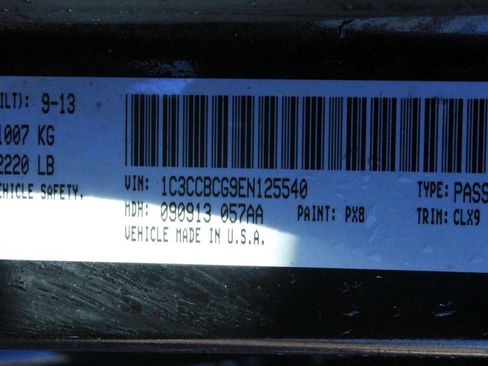 ILT): 9-13
1007 KG
2220 LB
EHICLE SAFETY,
VIN: 1C3CCBCG9EN125540 TYPE: PASS
MDH: 090913 057AA PAINT: PX8 TRIM: CLX9
VEHICLE MADE IN U.S.A.